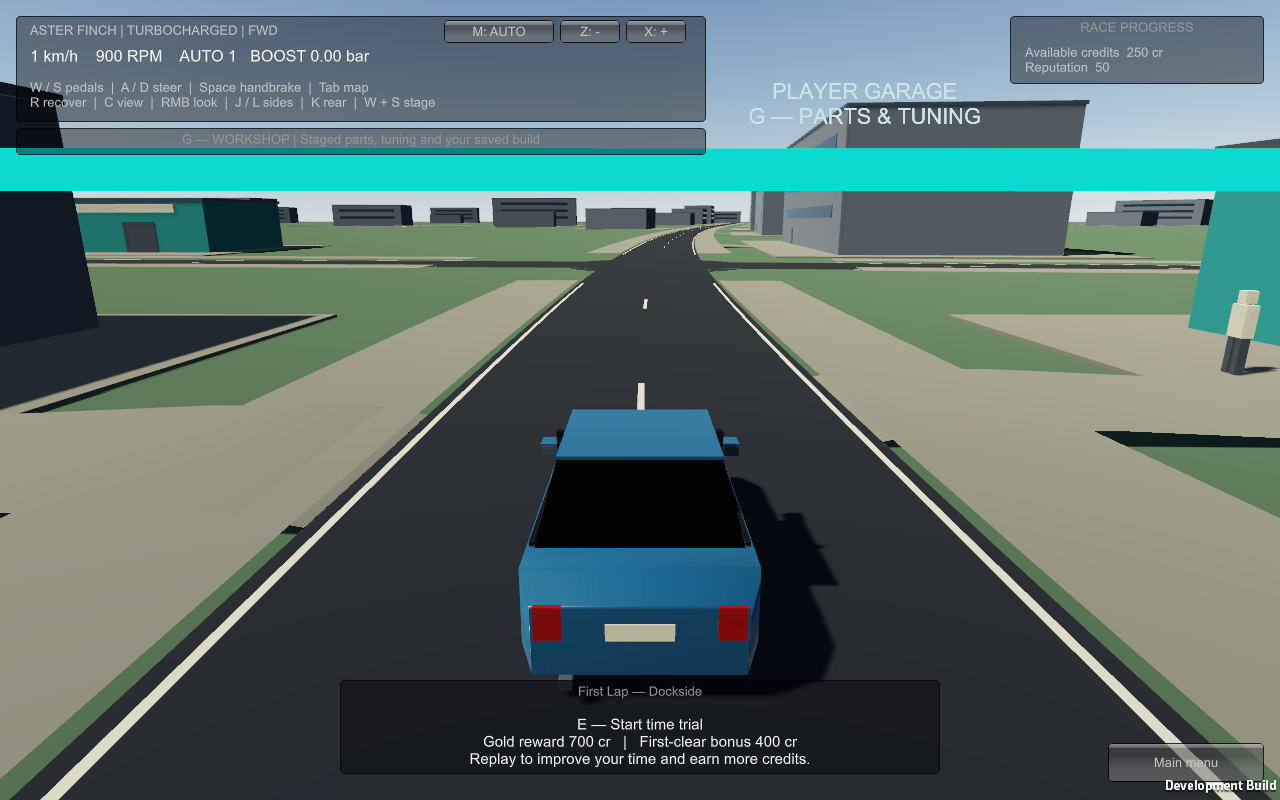 ASTER FINCH | TURBOCHARGED | FWD
M: AUTO
Z: -
X: +
1 km/h 900 RPM AUTO 1 BOOST 0.00 bar
W / S pedals | A / D steer | Space handbrake | Tab map
R recover | C view | RMB look | J / L sides | K rear | W + S stage
G — WORKSHOP | Staged parts, tuning and your saved build
RACE PROGRESS
Available credits 250 cr
Reputation 50
PLAYER GARAGE
G — PARTS & TUNING
First Lap — Dockside
E — Start time trial
Gold reward 700 cr | First-clear bonus 400 cr
Replay to improve your time and earn more credits.
Main menu
Development Build